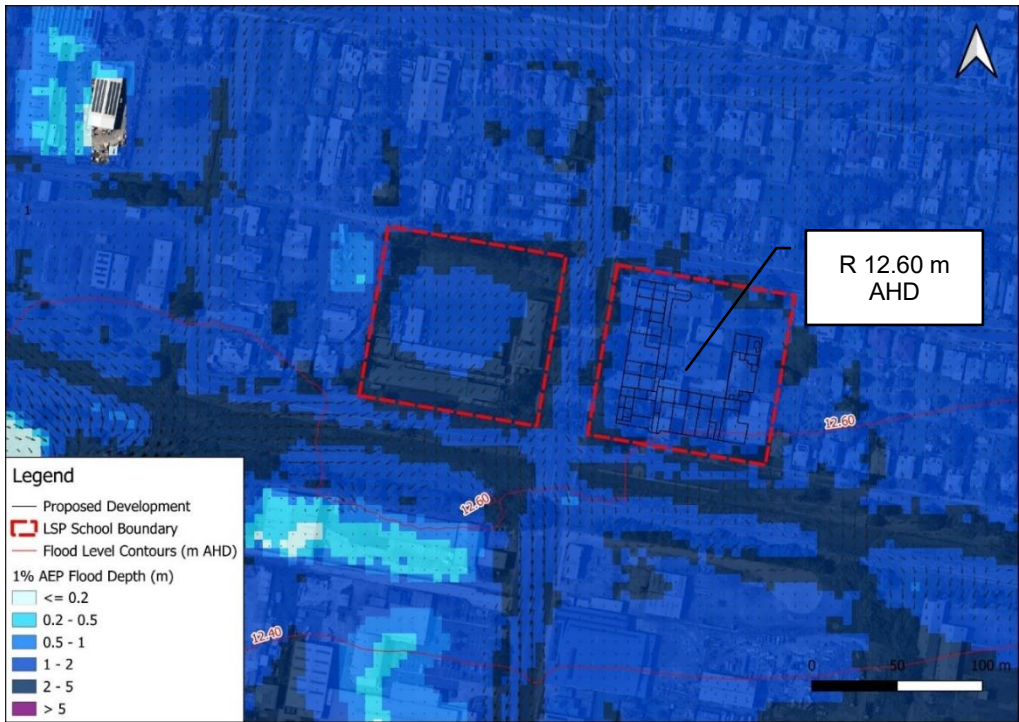 1
R 12.60 m
AHD
12.60
12.60
12.40
Legend
Proposed Development
LSP School Boundary
Flood Level Contours (m AHD)
1% AEP Flood Depth (m)
<= 0.2
0.2 - 0.5
0.5 - 1
1 - 2
2 - 5
> 5
0 50 100 m